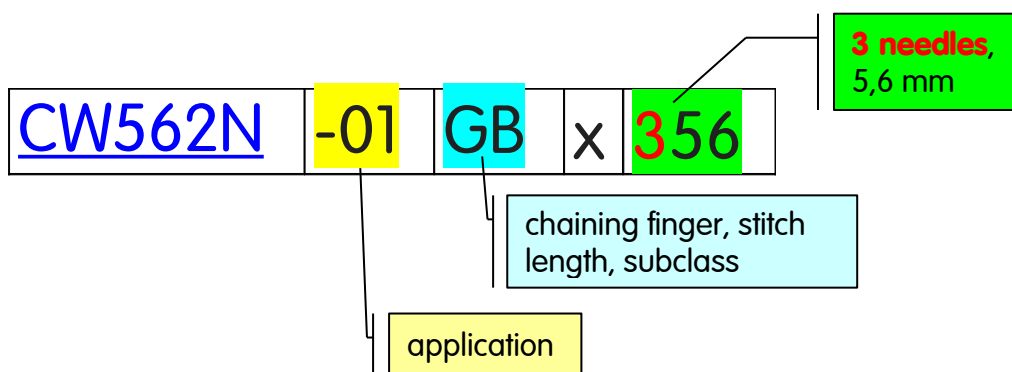 3 needles,
5,6 mm
CW562N -01 GB x 356
chaining finger, stitch
length, subclass
application